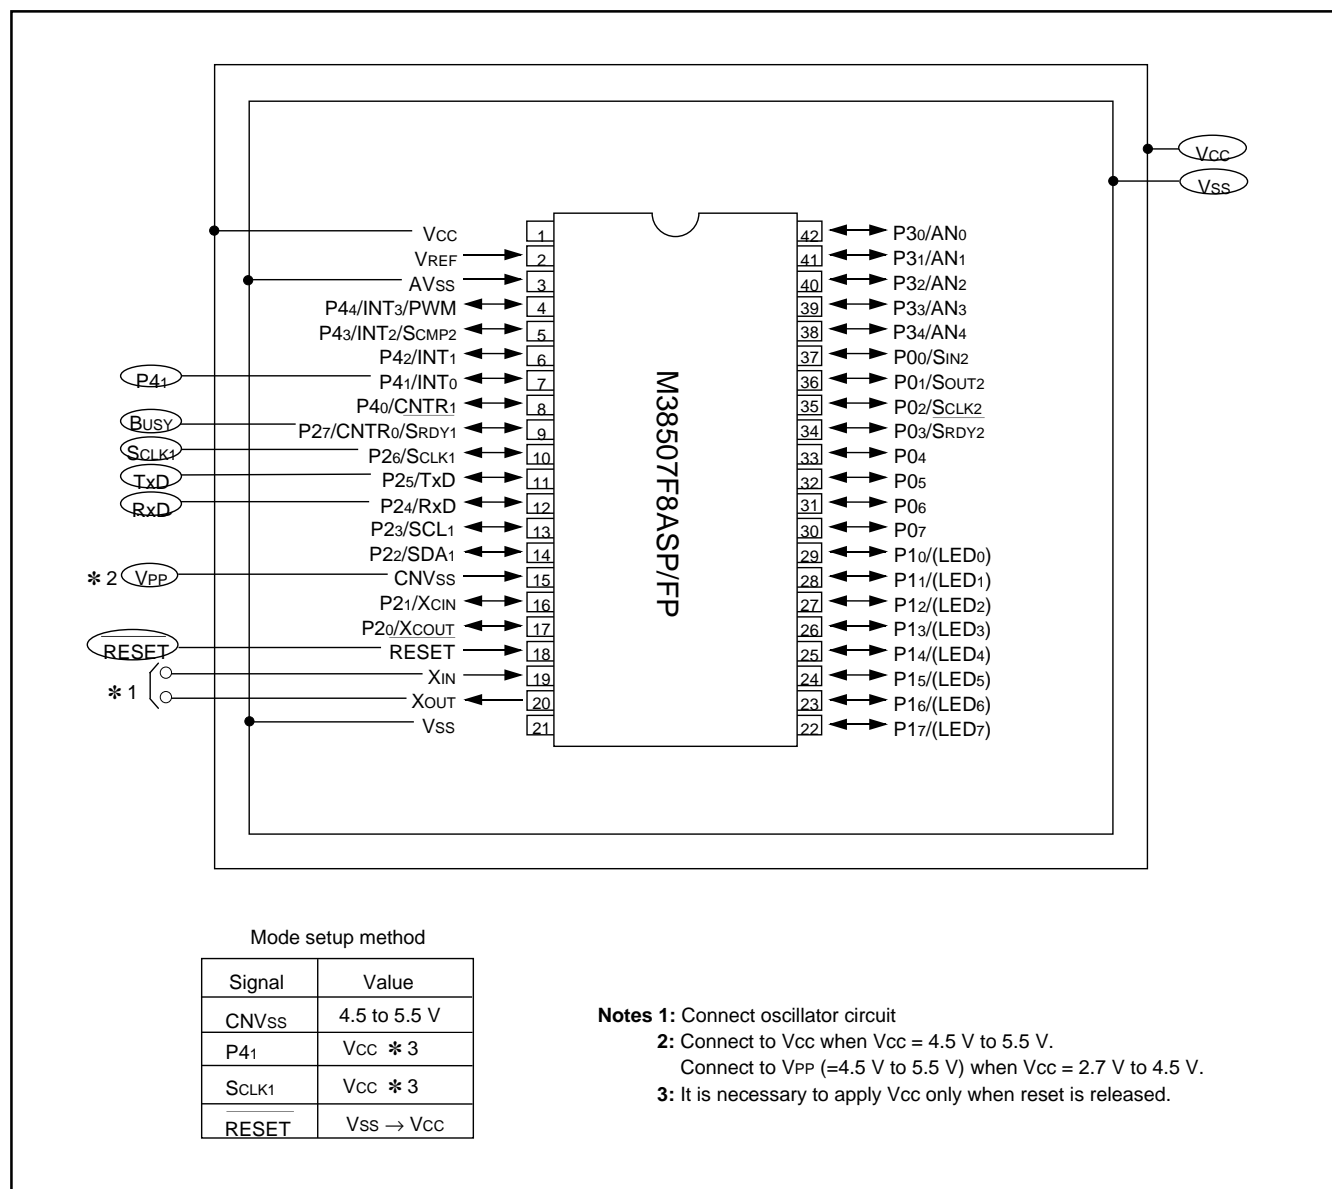 VCC
VSS
VCC 1
VREF 2
AVSS 3
P44/INT3/PWM 4
P43/INT2/SCMP2 5
P42/INT1 6
P41 P41/INT0 7
P40/CNTR1 8
BUSY P27/CNTR0/SRDY1 9
SCLK1 P26/SCLK1 10
TxD P25/TxD 11
RxD P24/RxD 12
P23/SCL1 13
P22/SDA1 14
✻2 VPP CNVSS 15
P21/XCIN 16
P20/XCOUT 17
RESET RESET 18
✻1 XIN 19
XOUT 20
VSS 21
M38507F8ASP/FP
42 P30/AN0
41 P31/AN1
40 P32/AN2
39 P33/AN3
38 P34/AN4
37 P00/SIN2
36 P01/SOUT2
35 P02/SCLK2
34 P03/SRDY2
33 P04
32 P05
31 P06
30 P07
29 P10/(LED0)
28 P11/(LED1)
27 P12/(LED2)
26 P13/(LED3)
25 P14/(LED4)
24 P15/(LED5)
23 P16/(LED6)
22 P17/(LED7)
Mode setup method
Signal Value
CNVSS 4.5 to 5.5 V
P41 VCC ✻3
SCLK1 VCC ✻3
RESET VSS → VCC
Notes 1: Connect oscillator circuit
2: Connect to Vcc when Vcc = 4.5 V to 5.5 V.
Connect to VPP (=4.5 V to 5.5 V) when Vcc = 2.7 V to 4.5 V.
3: It is necessary to apply Vcc only when reset is released.